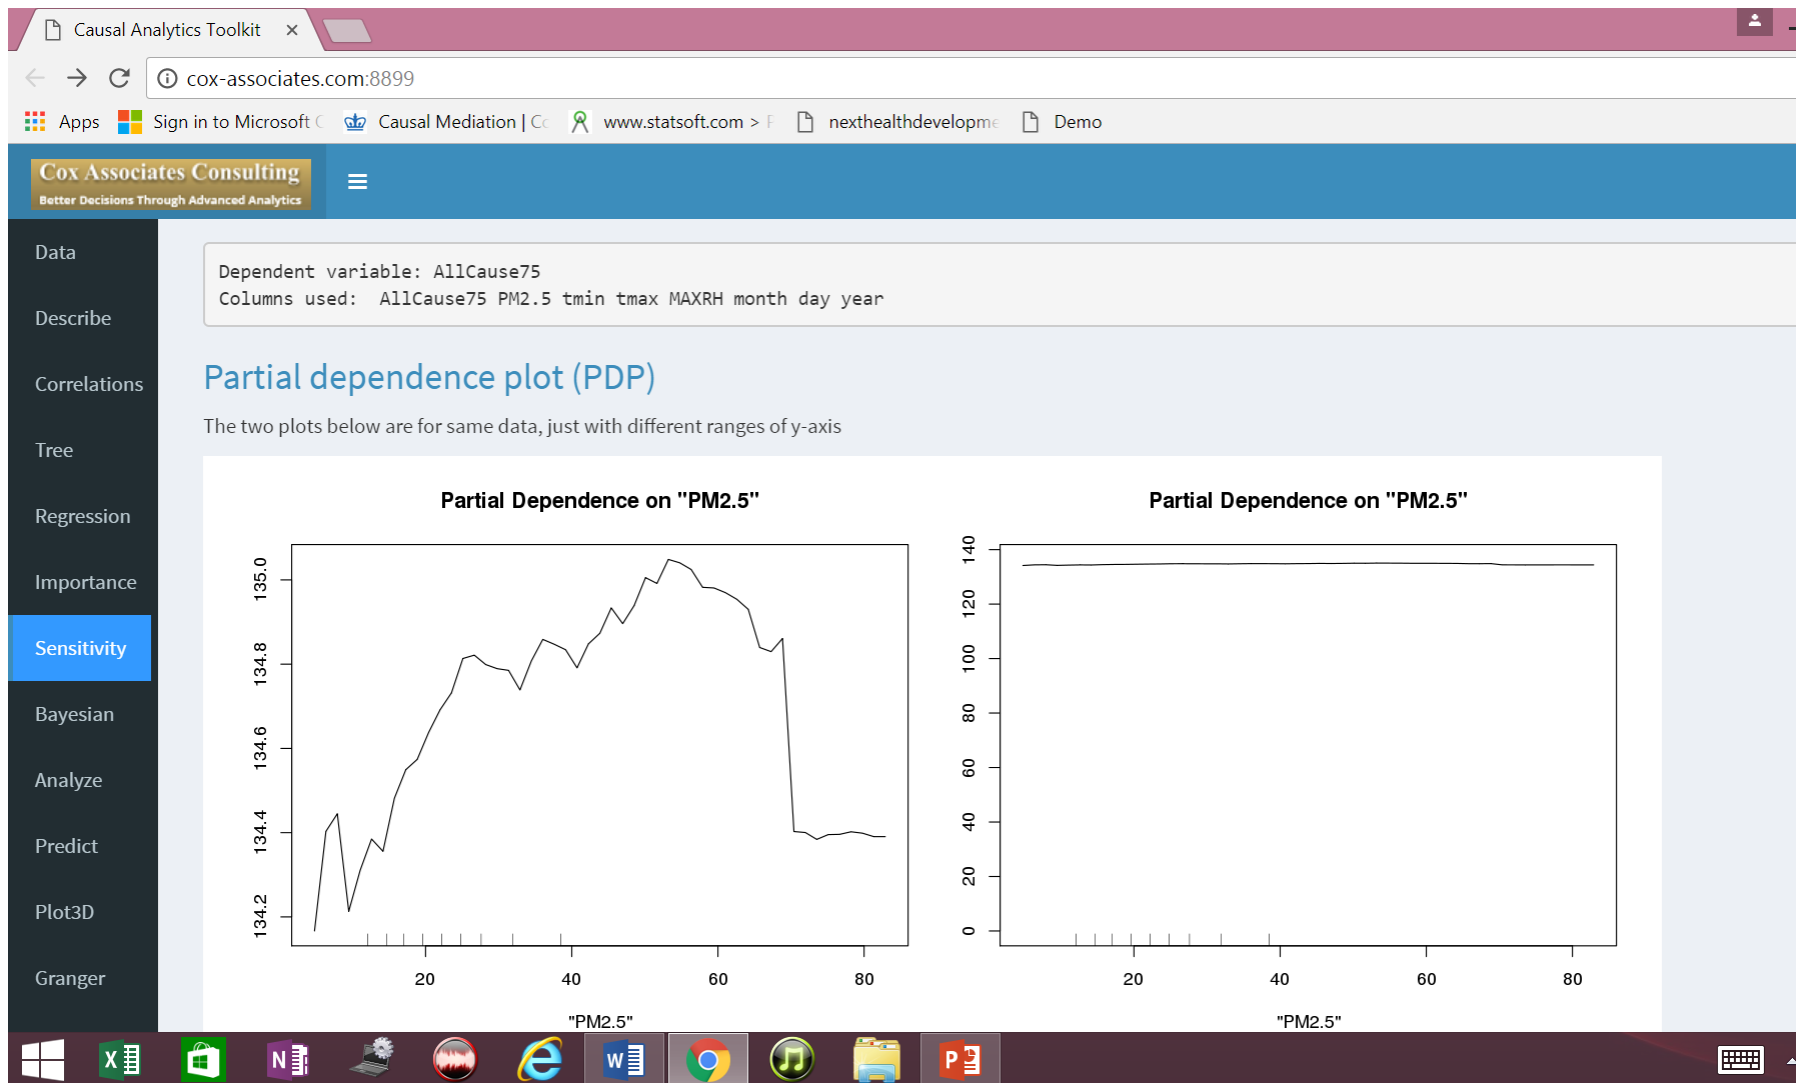 Causal Analytics Toolkit
cox-associates.com:8899
Apps
Sign in to Microsoft
Causal Mediation |
www.statsoft.com >
nexthealthdevelopm
Demo
Cox Associates Consulting
Better Decisions Through Advanced Analytics
Data
Describe
Correlations
Tree
Regression
Importance
Sensitivity
Bayesian
Analyze
Predict
Plot3D
Granger
Dependent variable: AllCause75
Columns used:  AllCause75 PM2.5 tmin tmax MAXRH month day year
Partial dependence plot (PDP)
The two plots below are for same data, just with different ranges of y-axis
Partial Dependence on "PM2.5"
135.0
134.8
134.6
134.4
134.2
20 40 60 80
"PM2.5"
Partial Dependence on "PM2.5"
140
120
100
80
60
40
20
0
20 40 60 80
"PM2.5"